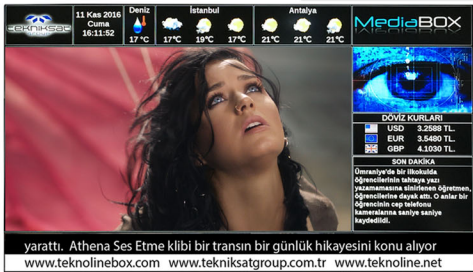 tekniksat
11 Kas 2016
Cuma
16:11:52
Deniz
17 °C
İstanbul
17°C 19°C 17°C
Antalya
21°C 21°C 21°C
MediaBOX
DÖVİZ KURLARI
USD 3.2588 TL.
EUR 3.5480 TL.
GBP 4.1030 TL.
SON DAKİKA
Ümraniye'de bir ilkokulda
öğrencilerinin tahtaya yazı
yazamamasına sinirlenen öğretmen,
öğrencilerine dayak attı. O anlar bir
öğrencinin cep telefonu
kameralarına saniye saniye
kaydedildi.
yarattı. Athena Ses Etme klibi bir transın bir günlük hikayesini konu alıyor
www.teknolinebox.com www.tekniksatgroup.com.tr www.teknoline.net